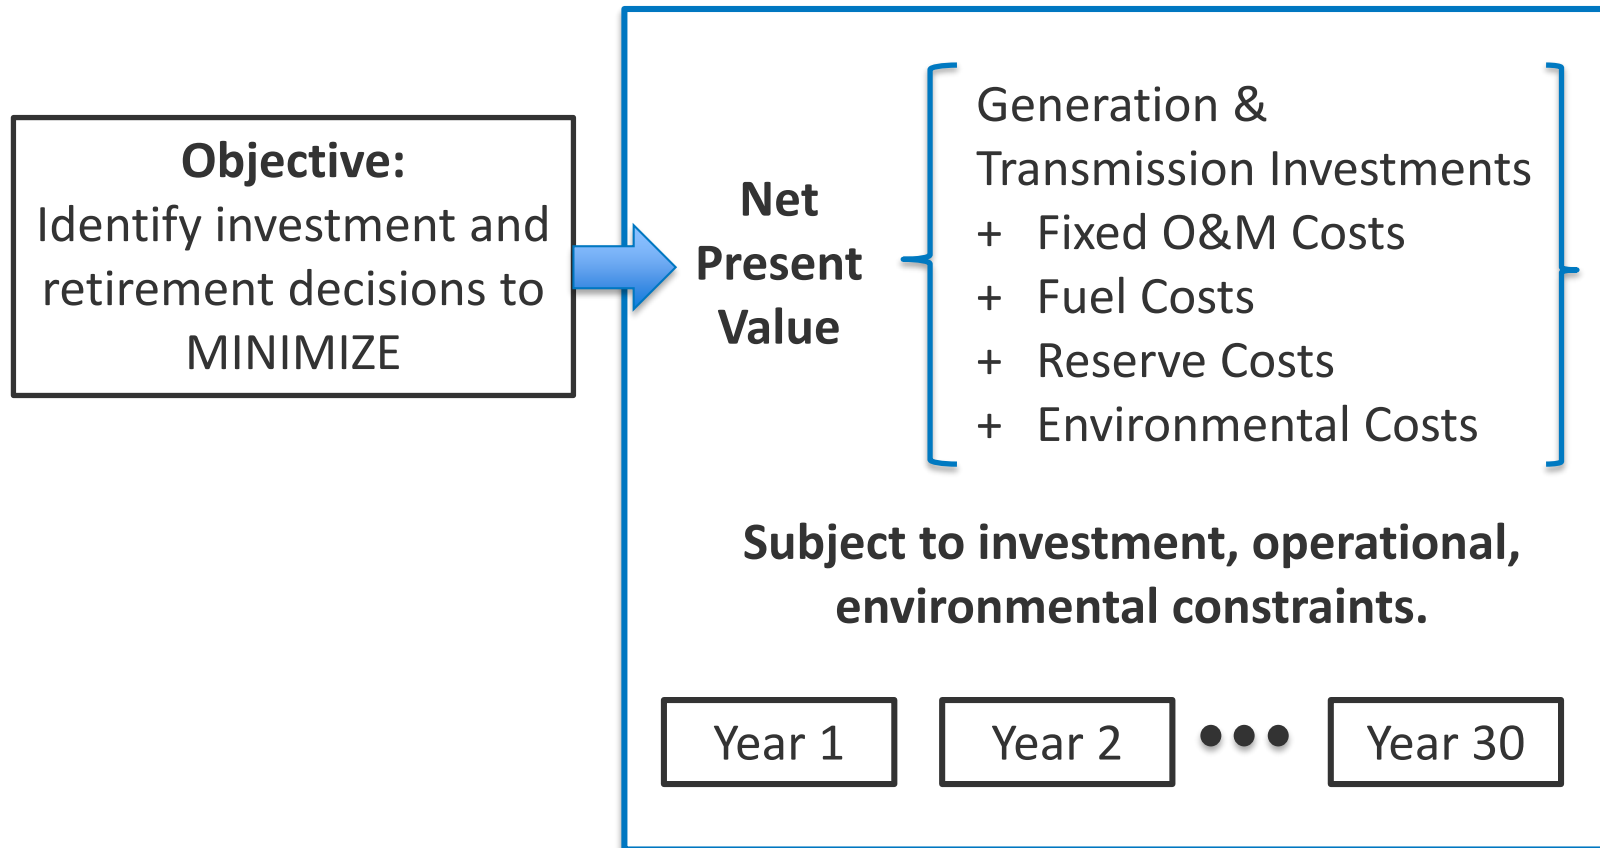 Objective:
Identify investment and
retirement decisions to
MINIMIZE
Net
Present
Value
Generation &
Transmission Investments
+ Fixed O&M Costs
+ Fuel Costs
+ Reserve Costs
+ Environmental Costs
Subject to investment, operational,
environmental constraints.
Year 1
Year 2
•••
Year 30